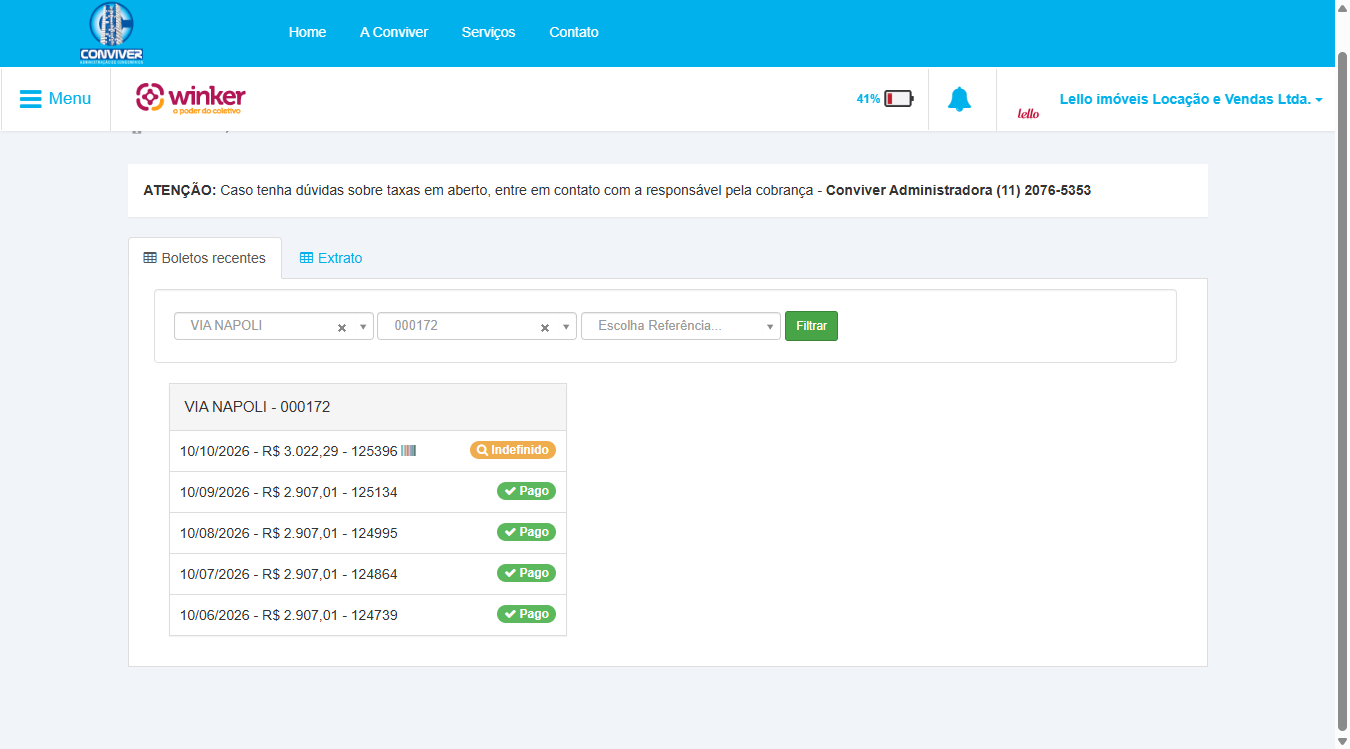 Home A Conviver Serviços Contato
CONVIVER
Menu winker 41% Lello imóveis Locação e Vendas Ltda.
o poder do coletivo lello
ATENÇÃO: Caso tenha dúvidas sobre taxas em aberto, entre em contato com a responsável pela cobrança - Conviver Administradora (11) 2076-5353
Boletos recentes Extrato
VIA NAPOLI × 000172 × Escolha Referência... Filtrar
VIA NAPOLI - 000172
10/10/2026 - R$ 3.022,29 - 125396 Indefinido
10/09/2026 - R$ 2.907,01 - 125134 Pago
10/08/2026 - R$ 2.907,01 - 124995 Pago
10/07/2026 - R$ 2.907,01 - 124864 Pago
10/06/2026 - R$ 2.907,01 - 124739 Pago